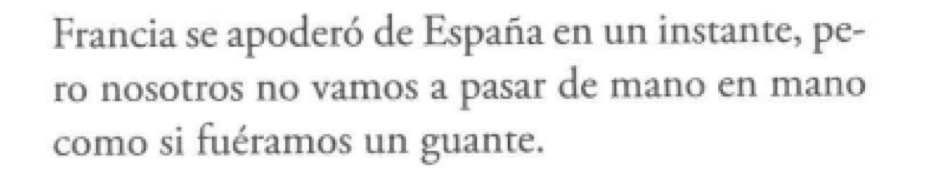 Francia se apoderó de España en un instante, pe-
ro nosotros no vamos a pasar de mano en mano
como si fuéramos un guante.